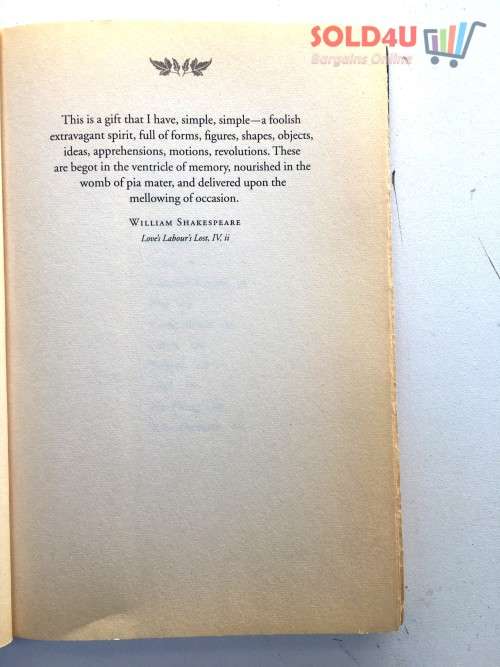 SOLD4U
Bargains Online
This is a gift that I have, simple, simple—a foolish
extravagant spirit, full of forms, figures, shapes, objects,
ideas, apprehensions, motions, revolutions. These
are begot in the ventricle of memory, nourished in the
womb of pia mater, and delivered upon the
mellowing of occasion.
William Shakespeare
Love's Labour's Lost, IV, ii